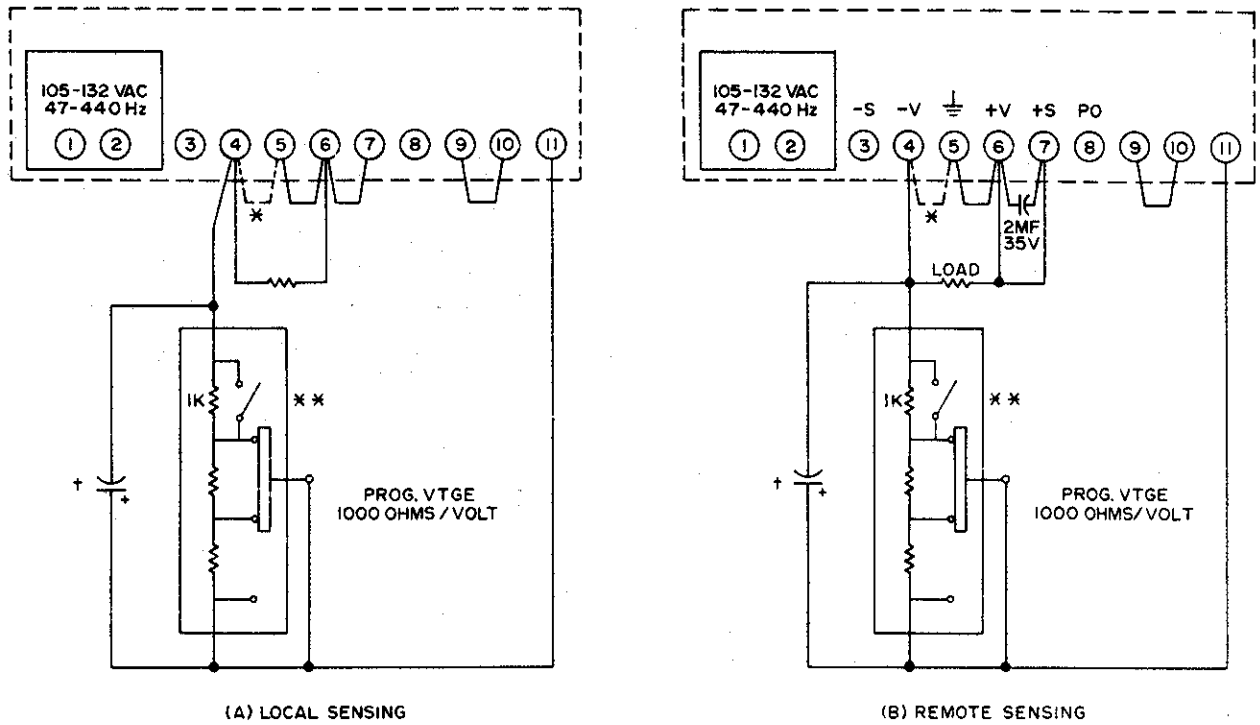 105-132 VAC
47-440 Hz
1 2 3 4 5 6 7 8 9 10 11
*
1K
**
†
+
PROG. VTGE
1000 OHMS/VOLT
(A) LOCAL SENSING
105-132 VAC
47-440 Hz
-S -V +V +S PO
1 2 3 4 5 6 7 8 9 10 11
*
2MF
35V
LOAD
1K
**
†
+
PROG. VTGE
1000 OHMS/VOLT
(B) REMOTE SENSING